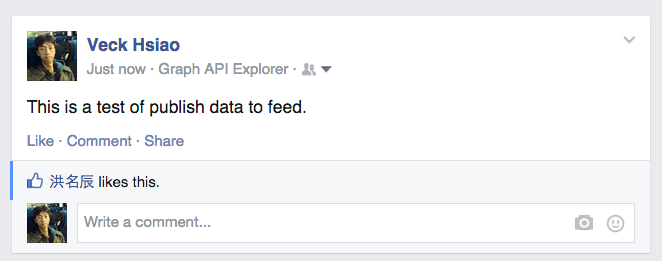 Veck Hsiao
Just now · Graph API Explorer ·
This is a test of publish data to feed.
Like · Comment · Share
洪名辰 likes this.
Write a comment...